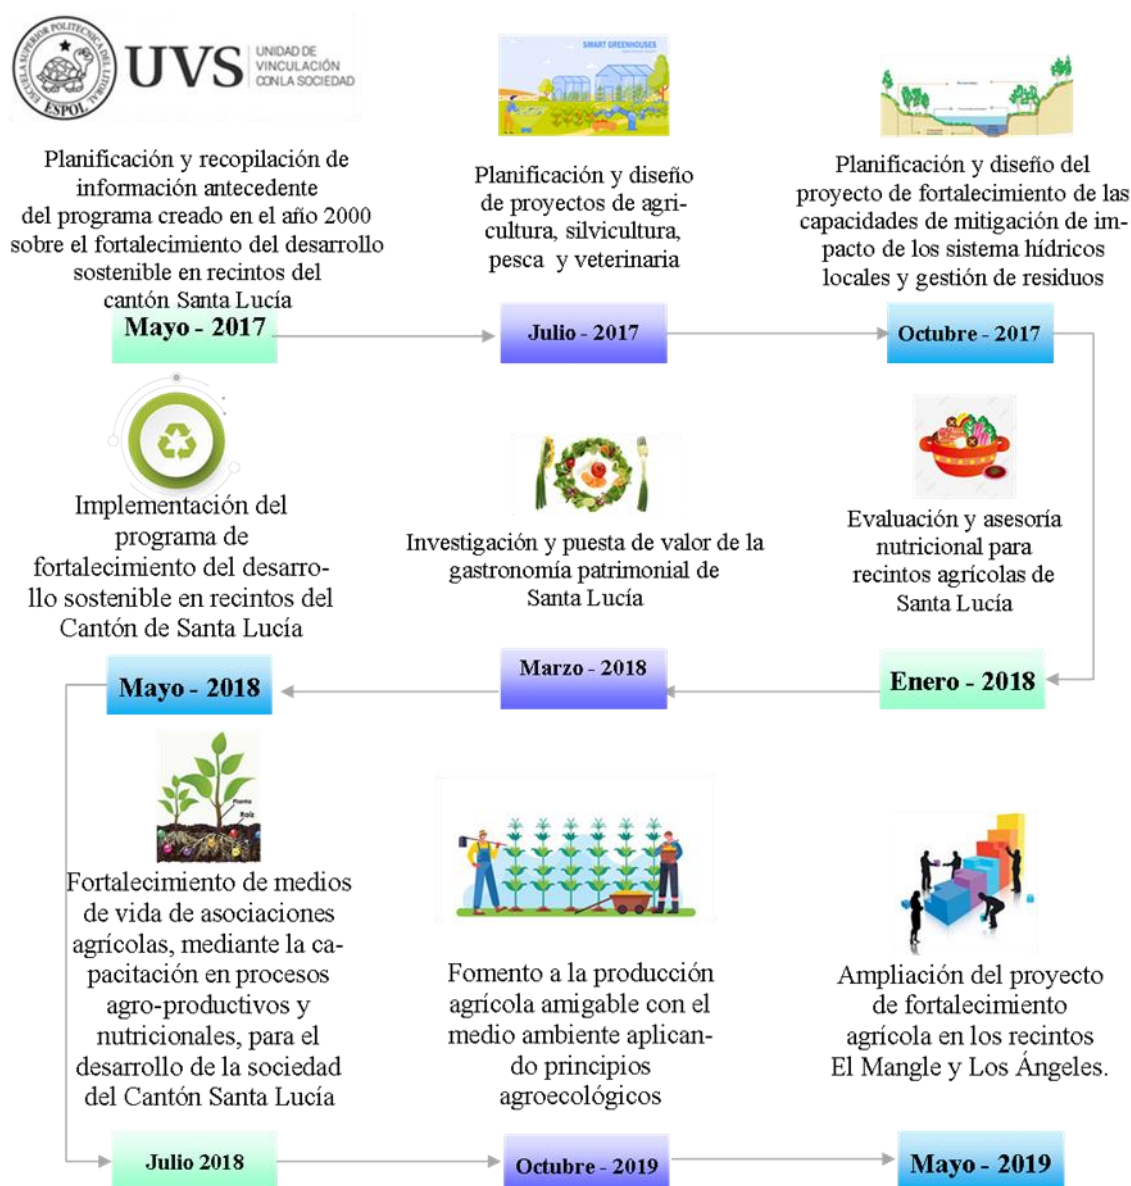 ESCUELA SUPERIOR POLITECNICA DEL LITORAL
ESPOL
UVS
UNIDAD DE
VINCULACIÓN
CON LA SOCIEDAD
Planificación y recopilación de
información antecedente
del programa creado en el año 2000
sobre el fortalecimiento del desarrollo
sostenible en recintos del
cantón Santa Lucía
Mayo - 2017
SMART GREENHOUSES
Planificación y diseño
de proyectos de agri-
cultura, silvicultura,
pesca y veterinaria
Julio - 2017
Planificación y diseño del
proyecto de fortalecimiento de las
capacidades de mitigación de im-
pacto de los sistema hídricos
locales y gestión de residuos
Octubre - 2017
Evaluación y asesoría
nutricional para
recintos agrícolas de
Santa Lucía
Enero - 2018
Investigación y puesta de valor de la
gastronomía patrimonial de
Santa Lucía
Marzo - 2018
Implementación del
programa de
fortalecimiento del desarro-
llo sostenible en recintos del
Cantón de Santa Lucía
Mayo - 2018
Planta
Raíz
Fortalecimiento de medios
de vida de asociaciones
agrícolas, mediante la ca-
pacitación en procesos
agro-productivos y
nutricionales, para el
desarrollo de la sociedad
del Cantón Santa Lucía
Julio 2018
Fomento a la producción
agrícola amigable con el
medio ambiente aplican-
do principios
agroecológicos
Octubre - 2019
Ampliación del proyecto
de fortalecimiento
agrícola en los recintos
El Mangle y Los Ángeles.
Mayo - 2019